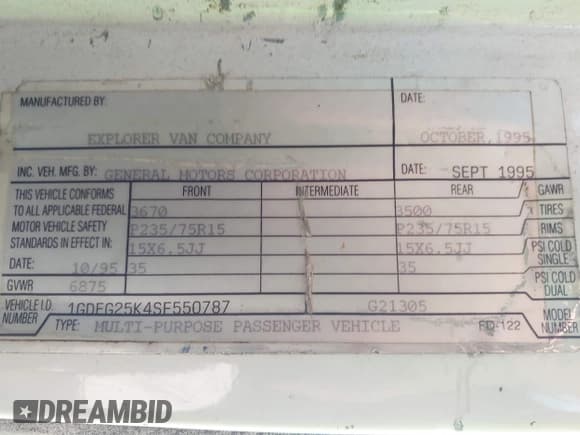 MANUFACTURED BY:
DATE:
EXPLORER VAN COMPANY
OCTOBER, 1995
INC. VEH. MFG. BY: GENERAL MOTORS CORPORATION
DATE: SEPT 1995
THIS VEHICLE CONFORMS
TO ALL APPLICABLE FEDERAL
MOTOR VEHICLE SAFETY
STANDARDS IN EFFECT IN:
FRONT INTERMEDIATE REAR GAWR
3670 3500 TIRES
P235/75R15 P235/75R15 RIMS
15X6.5JJ 15X6.5JJ PSI COLD SINGLE
DATE: 10/95 35 35 PSI COLD DUAL
GVWR 6875
VEHICLE I.D. NUMBER 1GDEG25K4SF550787 G21305 MODEL NUMBER
TYPE: MULTI-PURPOSE PASSENGER VEHICLE FD-122
DREAMBID